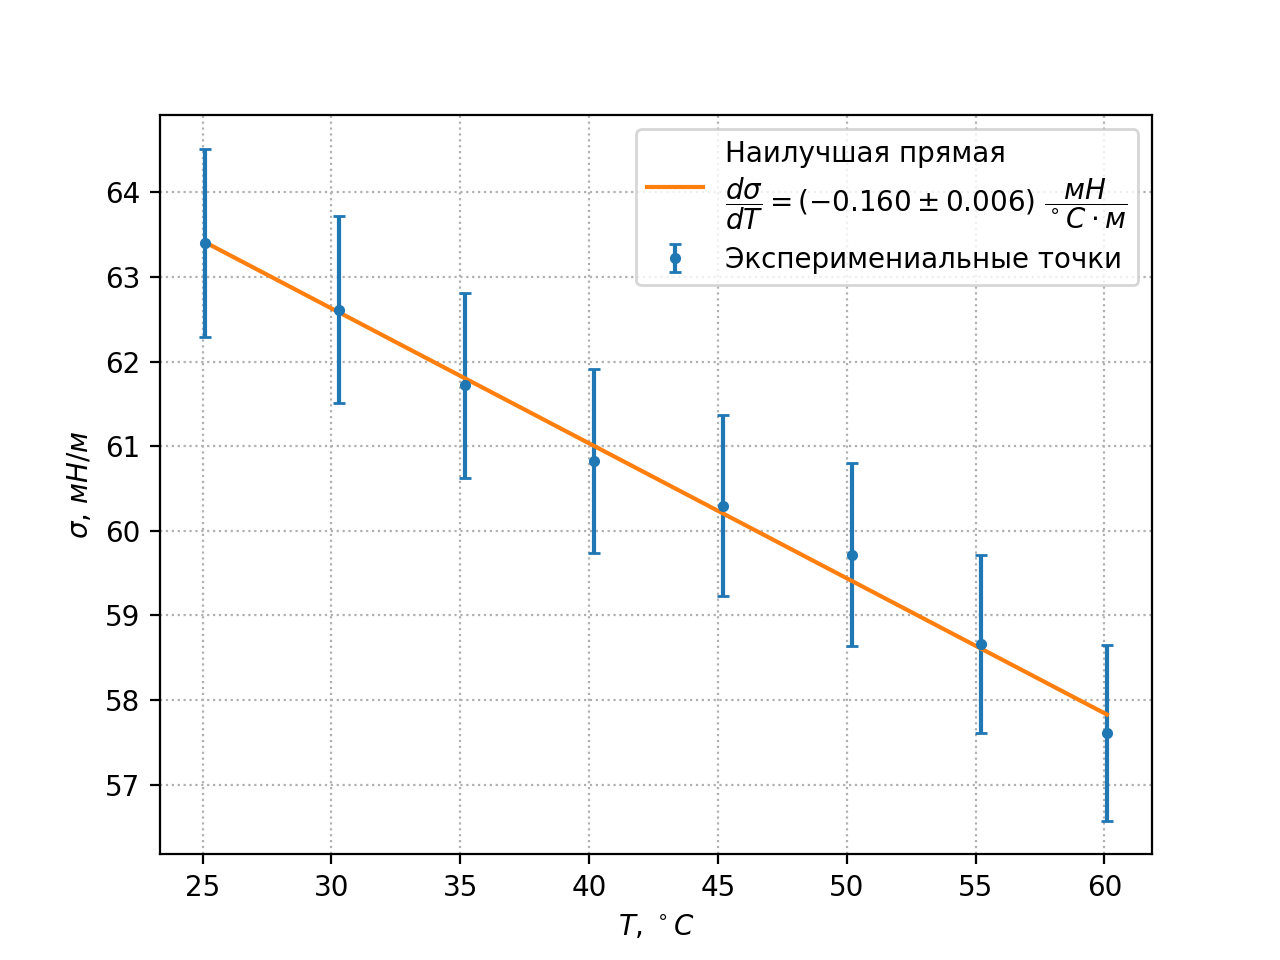 Наилучшая прямая
dσ/dT = (−0.160 ± 0.006) мН/°C · м
Экспеrimениальные точки
64
63
62
61
60
59
58
57
σ, мН/м
25 30 35 40 45 50 55 60
T, °C